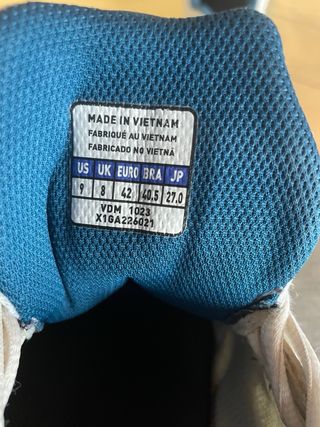 MADE IN VIETNAM
FABRIQUÉ AU VIETNAM
FABRICADO NO VIETNÃ
US UK EURO BRA JP
9 8 42 40,5 27.0
VDM 1023
X1GA226021